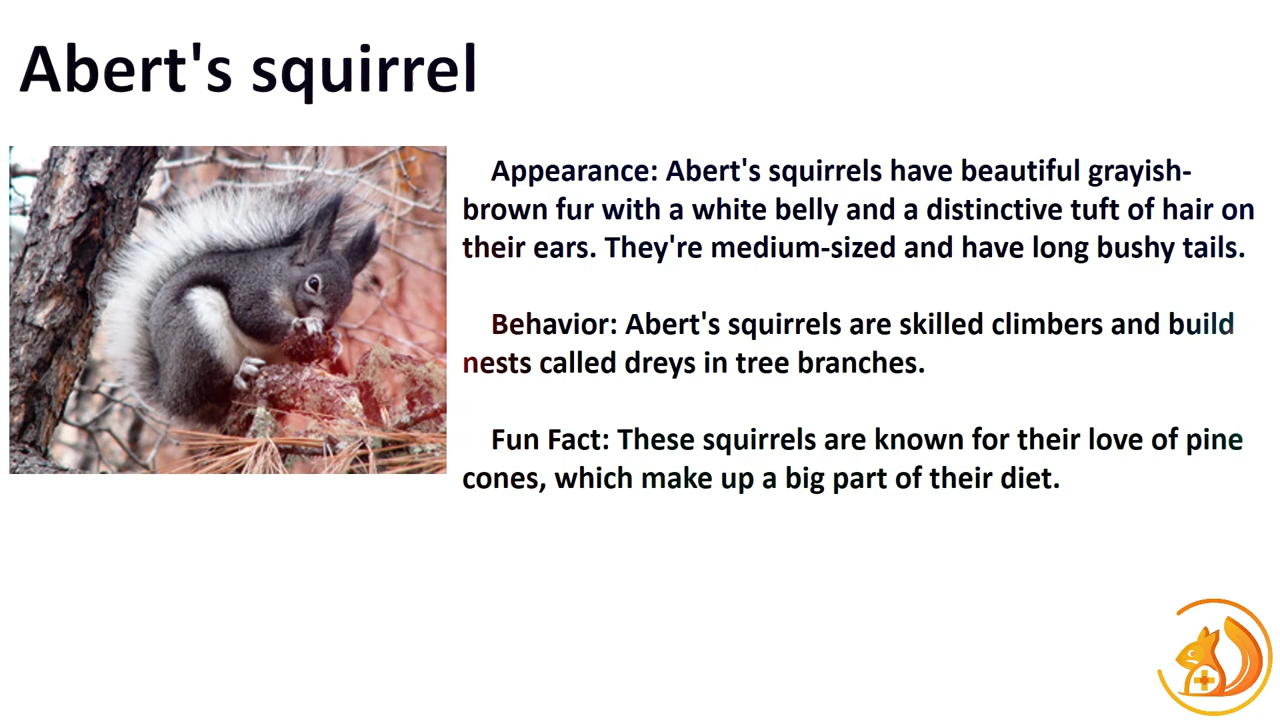 Abert's squirrel
Appearance: Abert's squirrels have beautiful grayish-
brown fur with a white belly and a distinctive tuft of hair on
their ears. They're medium-sized and have long bushy tails.
Behavior: Abert's squirrels are skilled climbers and build
nests called dreys in tree branches.
Fun Fact: These squirrels are known for their love of pine
cones, which make up a big part of their diet.